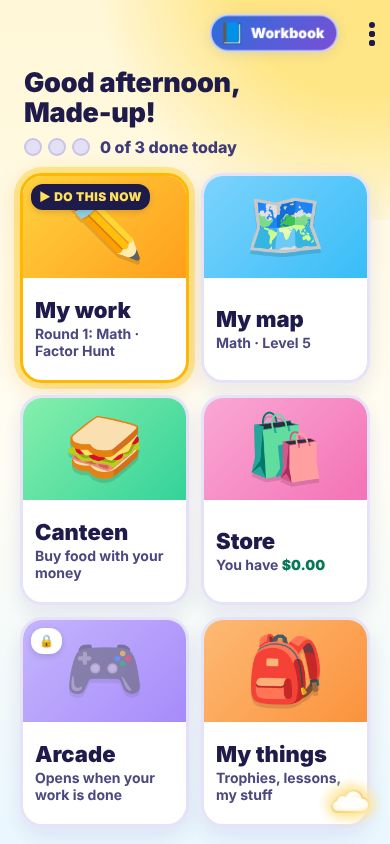 Workbook
Good afternoon,
Made-up!
0 of 3 done today
▶ DO THIS NOW
My work
Round 1: Math ·
Factor Hunt
My map
Math · Level 5
Canteen
Buy food with your
money
Store
You have $0.00
Arcade
Opens when your
work is done
My things
Trophies, lessons,
my stuff